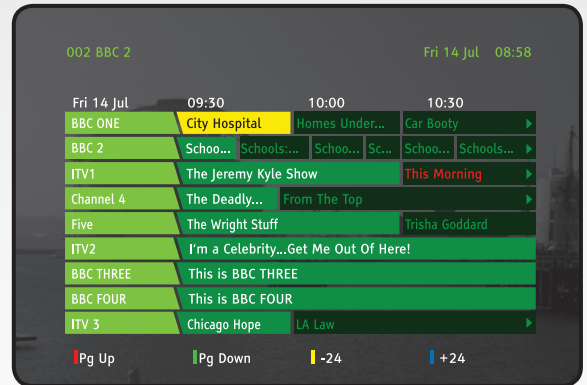 002 BBC 2 Fri 14 Jul 08:58
Fri 14 Jul 09:30 10:00 10:30
BBC ONE City Hospital Homes Under... Car Booty
BBC 2 Schoo... Schools:... Schoo... Sc... Schoo... Schools...
ITV1 The Jeremy Kyle Show This Morning
Channel 4 The Deadly... From The Top
Five The Wright Stuff Trisha Goddard
ITV2 I'm a Celebrity...Get Me Out Of Here!
BBC THREE This is BBC THREE
BBC FOUR This is BBC FOUR
ITV 3 Chicago Hope LA Law
Pg Up Pg Down -24 +24